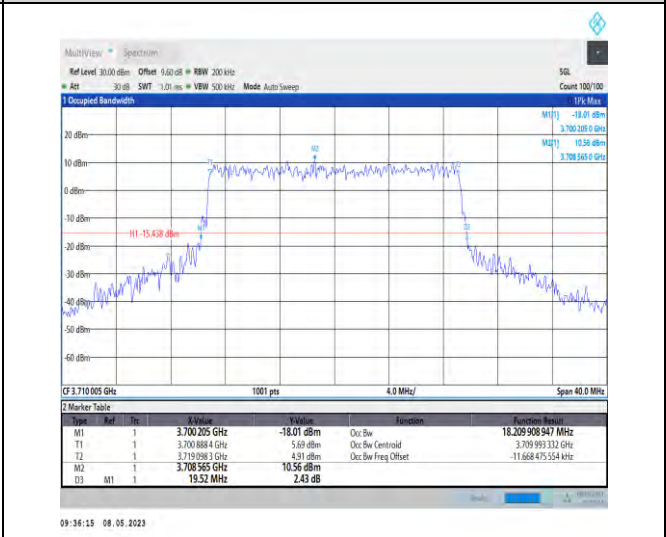 MultiView Spectrum
Ref Level 30.00 dBm Offset 9.60 dB RBW 200 kHz SGL
Att 30 dB SWT 1.01 ms VBW 500 kHz Mode Auto Sweep Count 100/100
1 Occupied Bandwidth 1Pk Max
M1[1] -18.01 dBm
3.700 205 0 GHz
M2[1] 10.56 dBm
3.708 565 0 GHz
20 dBm
M2
10 dBm
0 dBm
-10 dBm
H1 -15.438 dBm
-20 dBm
-30 dBm
-40 dBm
-50 dBm
-60 dBm
CF 3.710 005 GHz 1001 pts 4.0 MHz/ Span 40.0 MHz
2 Marker Table
Type Ref Trc X-Value Y-Value Function Function Result
M1 1 3.700 205 GHz -18.01 dBm Occ Bw 18.209 908 947 MHz
T1 1 3.700 888 4 GHz 5.69 dBm Occ Bw Centroid 3.709 993 332 GHz
T2 1 3.719 098 3 GHz 4.91 dBm Occ Bw Freq Offset -11.668 475 554 kHz
M2 1 3.708 565 GHz 10.56 dBm
D3 M1 1 19.52 MHz 2.43 dB
09:36:15 08.05.2023